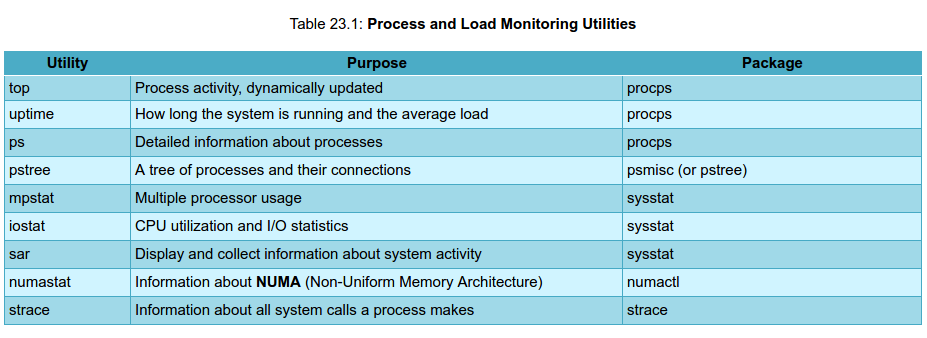 Table 23.1: Process and Load Monitoring Utilities
Utility Purpose Package
top Process activity, dynamically updated procps
uptime How long the system is running and the average load procps
ps Detailed information about processes procps
pstree A tree of processes and their connections psmisc (or pstree)
mpstat Multiple processor usage sysstat
iostat CPU utilization and I/O statistics sysstat
sar Display and collect information about system activity sysstat
numastat Information about NUMA (Non-Uniform Memory Architecture) numactl
strace Information about all system calls a process makes strace